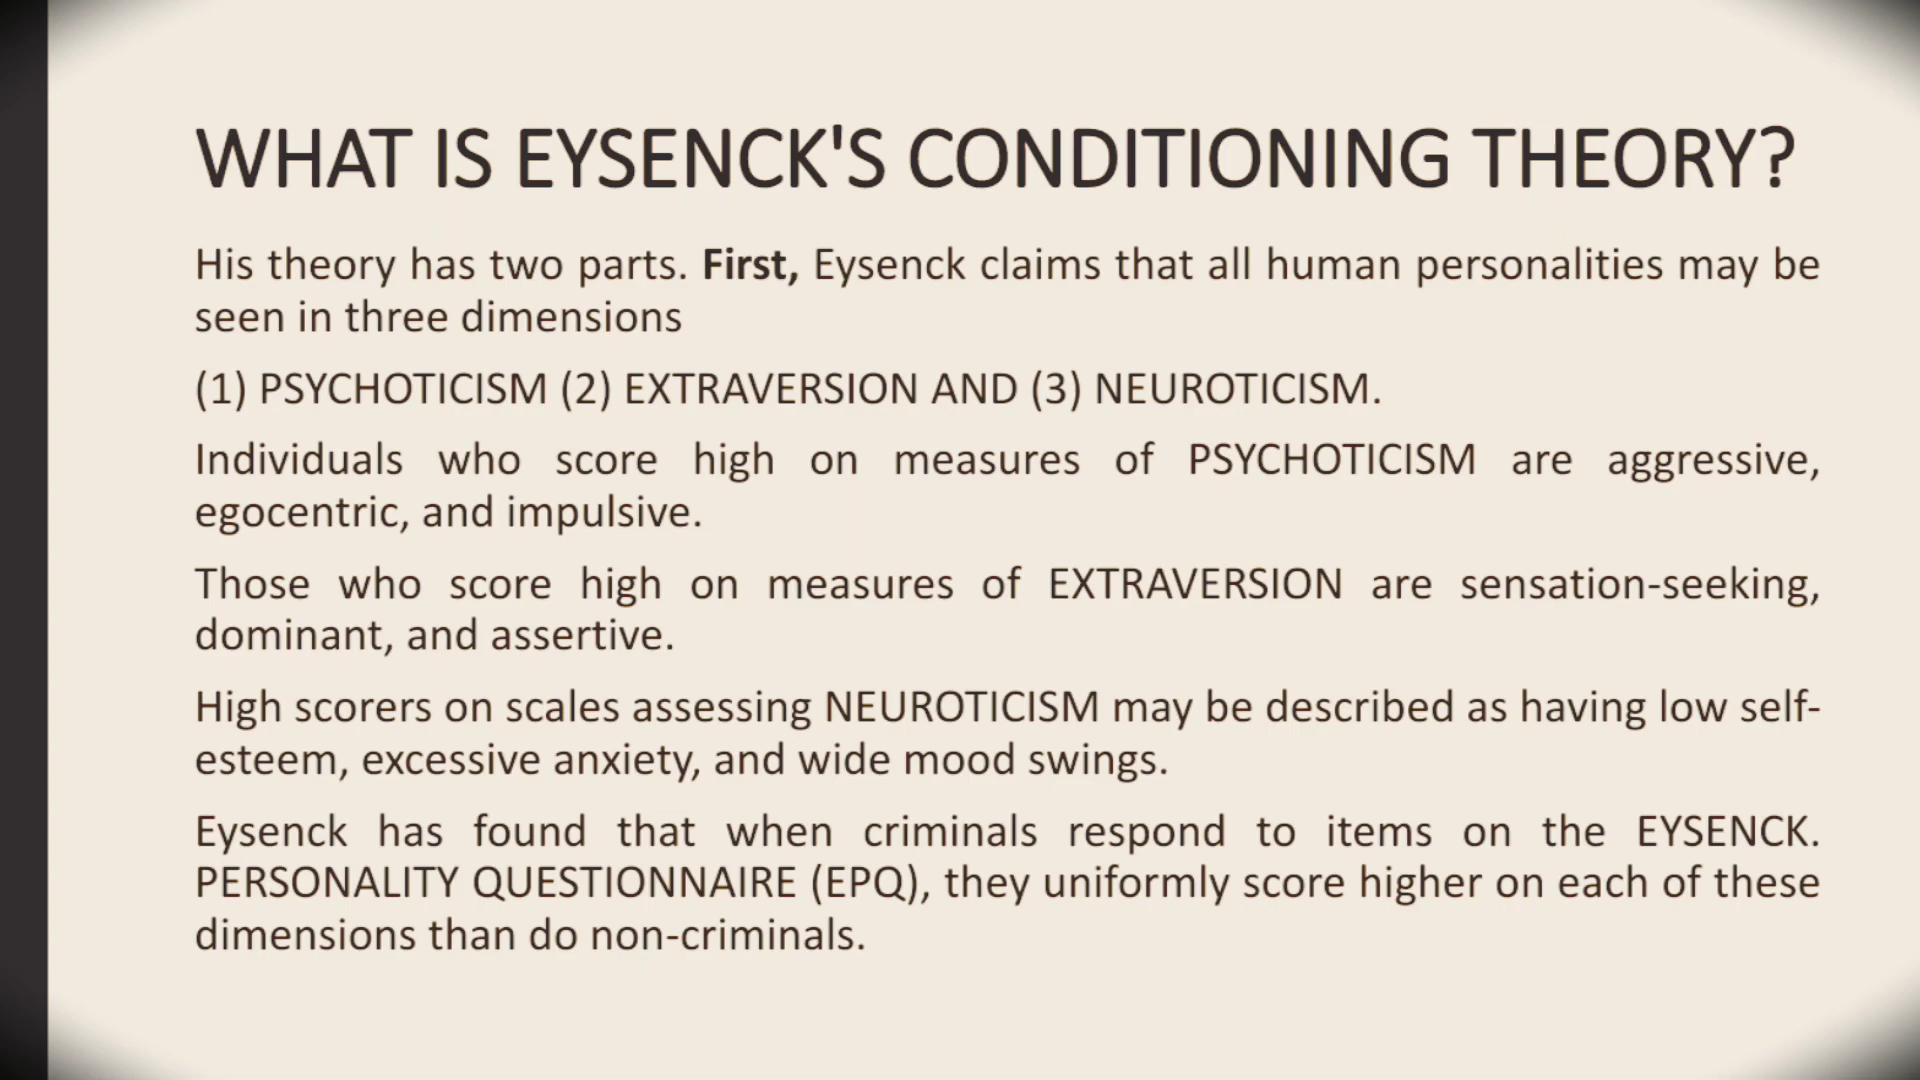 WHAT IS EYSENCK'S CONDITIONING THEORY?
His theory has two parts. First, Eysenck claims that all human personalities may be
seen in three dimensions
(1) PSYCHOTICISM (2) EXTRAVERSION AND (3) NEUROTICISM.
Individuals who score high on measures of PSYCHOTICISM are aggressive,
egocentric, and impulsive.
Those who score high on measures of EXTRAVERSION are sensation-seeking,
dominant, and assertive.
High scorers on scales assessing NEUROTICISM may be described as having low self-
esteem, excessive anxiety, and wide mood swings.
Eysenck has found that when criminals respond to items on the EYSENCK.
PERSONALITY QUESTIONNAIRE (EPQ), they uniformly score higher on each of these
dimensions than do non-criminals.